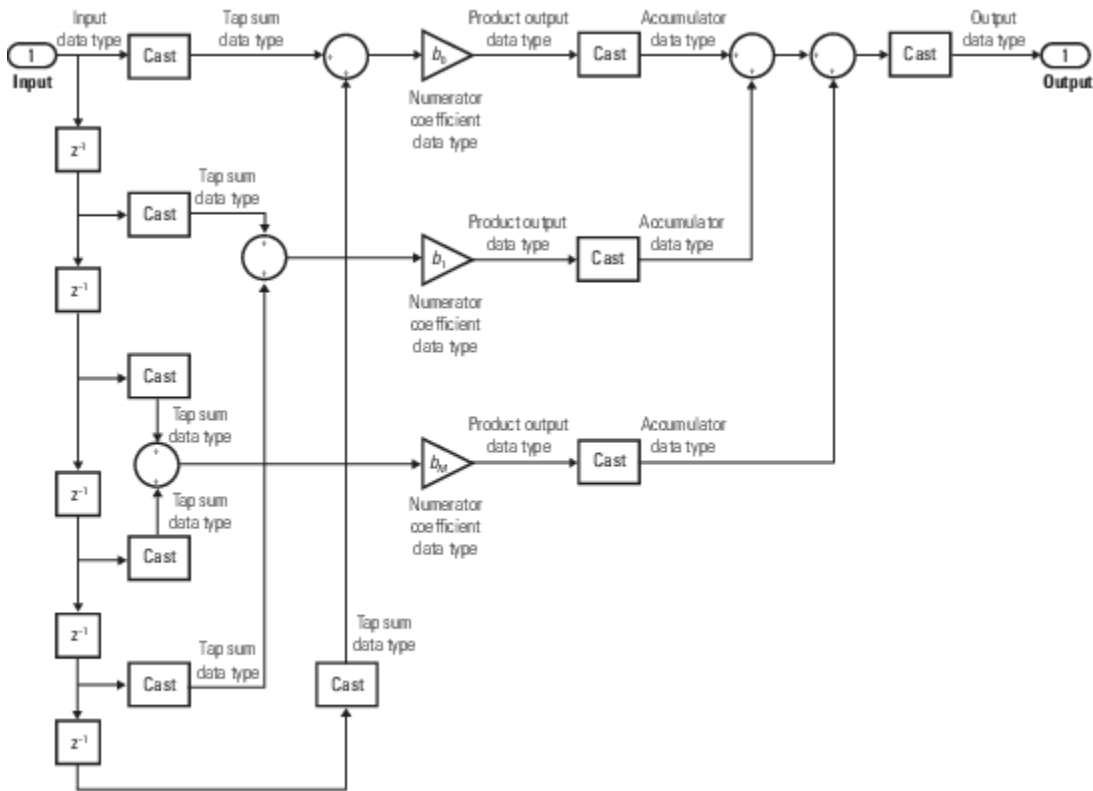 Input
data type
Tap sum
data type
Product output
data type
Accumulator
data type
Output
data type
1
Input
Cast
+
+
b₀
Cast
+
+
+
+
Cast
1
Output
Numerator
coefficient
data type
z⁻¹
Tap sum
data type
Cast
+
+
Product output
data type
Accumulator
data type
b₁
Cast
Numerator
coefficient
data type
z⁻¹
Cast
Tap sum
data type
+
+
Product output
data type
Accumulator
data type
b_M
Cast
Numerator
coefficient
data type
z⁻¹
Tap sum
data type
Cast
z⁻¹
Tap sum
data type
Cast
Tap sum
data type
Cast
z⁻¹